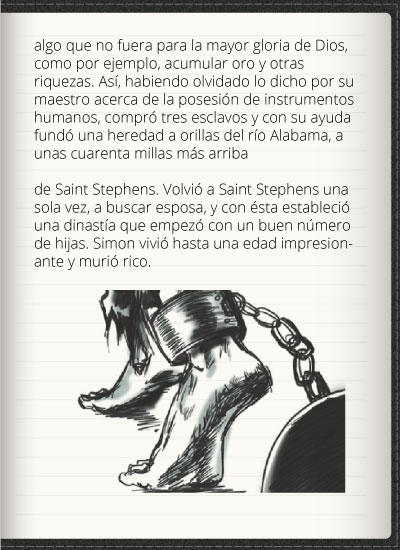 algo que no fuera para la mayor gloria de Dios,
como por ejemplo, acumular oro y otras
riquezas. Así, habiendo olvidado lo dicho por su
maestro acerca de la posesión de instrumentos
humanos, compró tres esclavos y con su ayuda
fundó una heredad a orillas del río Alabama, a
unas cuarenta millas más arriba
de Saint Stephens. Volvió a Saint Stephens una
sola vez, a buscar esposa, y con ésta estableció
una dinastía que empezó con un buen número
de hijas. Simon vivió hasta una edad impresion-
ante y murió rico.